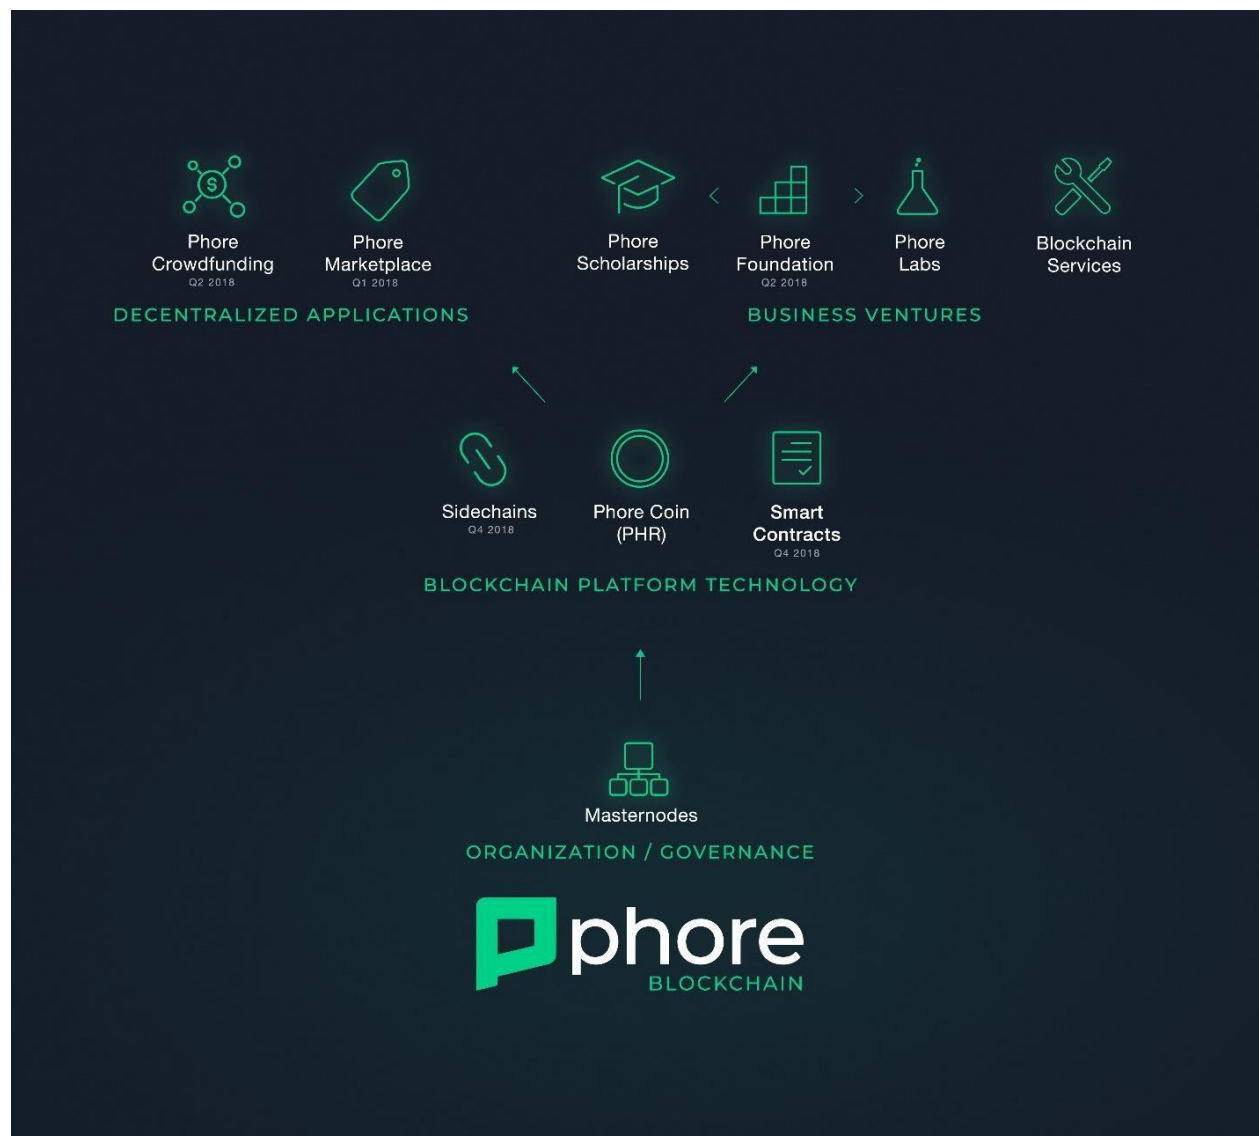 Phore
Crowdfunding
Q2 2018
Phore
Marketplace
Q1 2018
DECENTRALIZED APPLICATIONS
Phore
Scholarships
Phore
Foundation
Q2 2018
Phore
Labs
Blockchain
Services
BUSINESS VENTURES
Sidechains
Q4 2018
Phore Coin
(PHR)
Smart
Contracts
Q4 2018
BLOCKCHAIN PLATFORM TECHNOLOGY
Masternodes
ORGANIZATION / GOVERNANCE
phore
BLOCKCHAIN